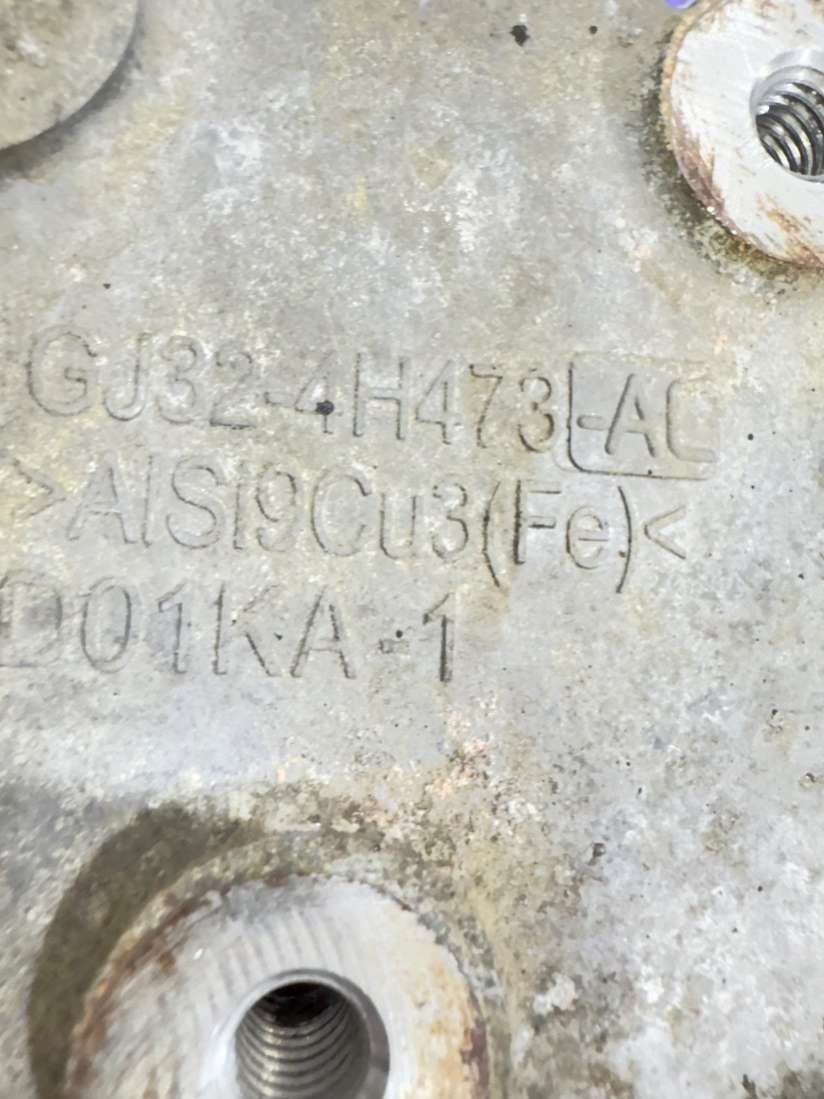 GJ32-4H473-AC
>AlSi9Cu3(Fe)<
D01KA-1